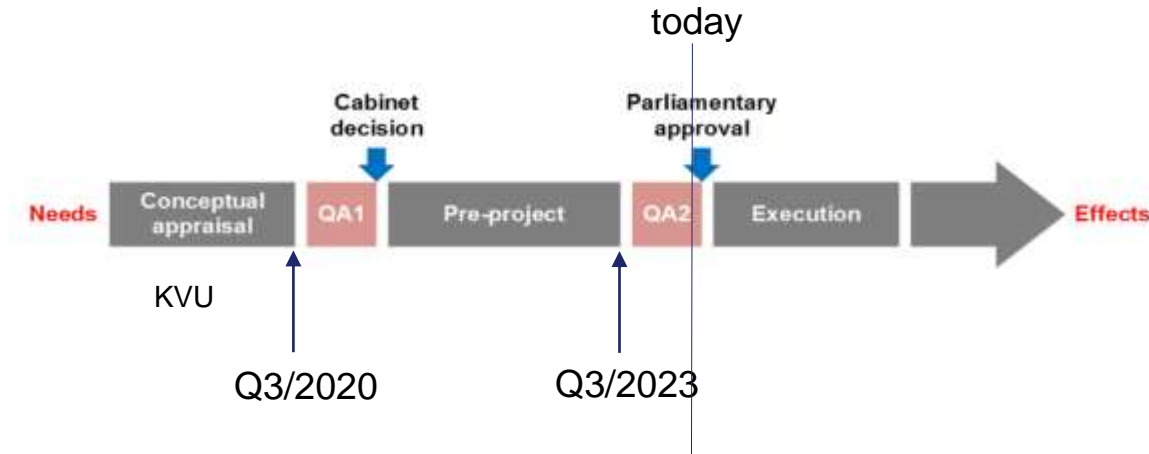 today
Cabinet
decision
Parliamentary
approval
Needs
Conceptual
appraisal
QA1
Pre-project
QA2
Execution
Effects
KVU
Q3/2020
Q3/2023